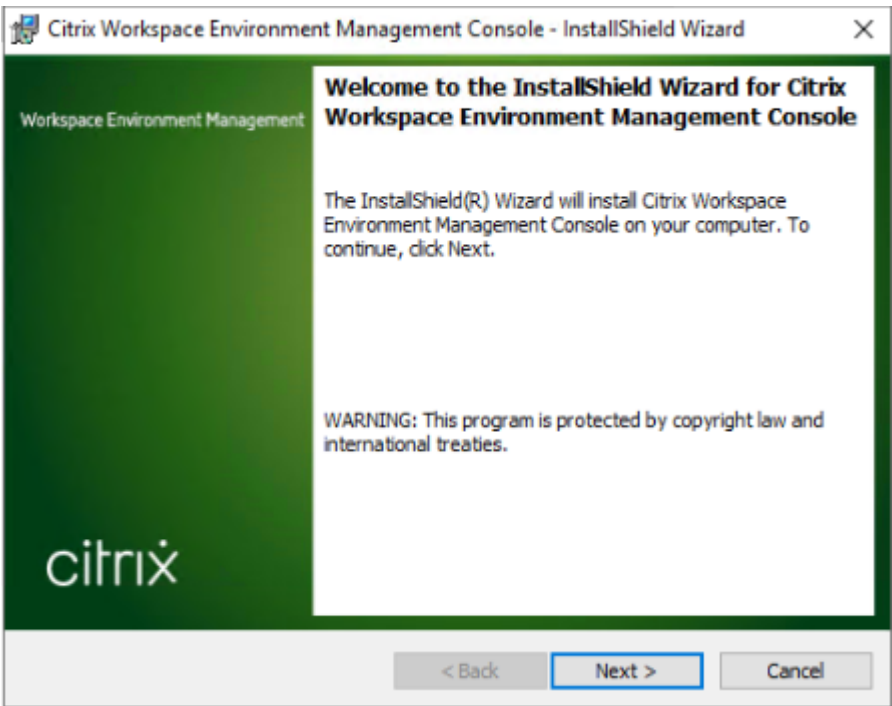 Citrix Workspace Environment Management Console - InstallShield Wizard
Workspace Environment Management
Welcome to the InstallShield Wizard for Citrix
Workspace Environment Management Console
The InstallShield(R) Wizard will install Citrix Workspace
Environment Management Console on your computer. To
continue, click Next.
WARNING: This program is protected by copyright law and
international treaties.
citrix
< Back
Next >
Cancel